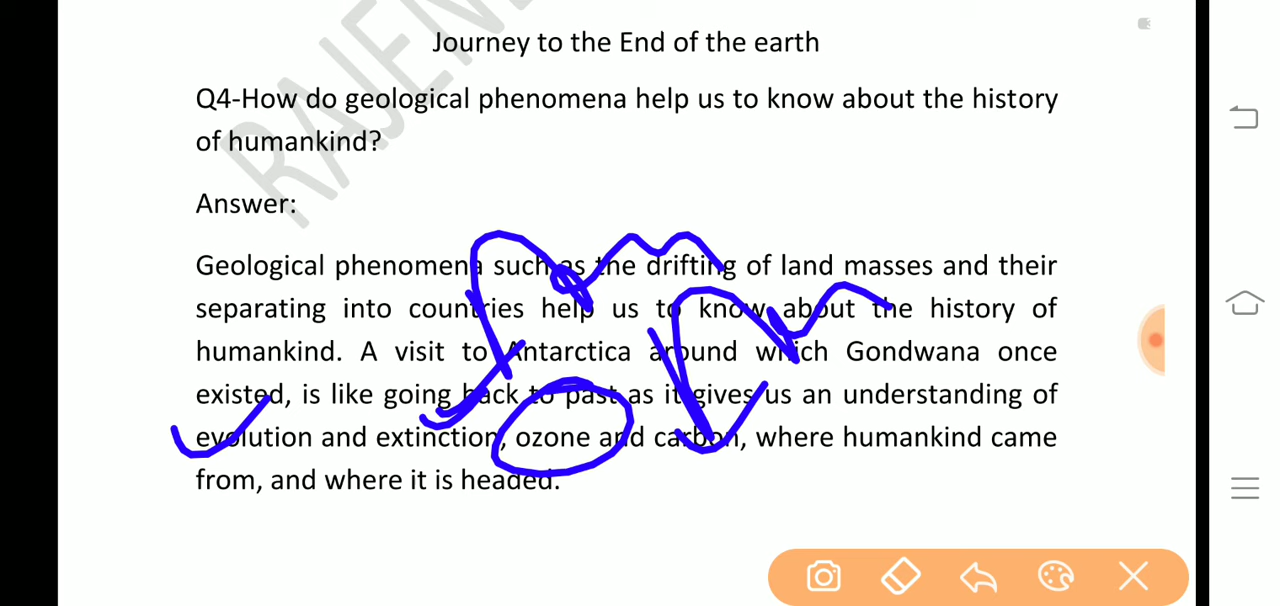 Journey to the End of the earth
Q4-How do geological phenomena help us to know about the history
of humankind?
Answer:
Geological phenomena such as the drifting of land masses and their
separating into countries help us to know about the history of
humankind. A visit to Antarctica around which Gondwana once
existed, is like going back to past as it gives us an understanding of
evolution and extinction, ozone and carbon, where humankind came
from, and where it is headed.
RAJEN